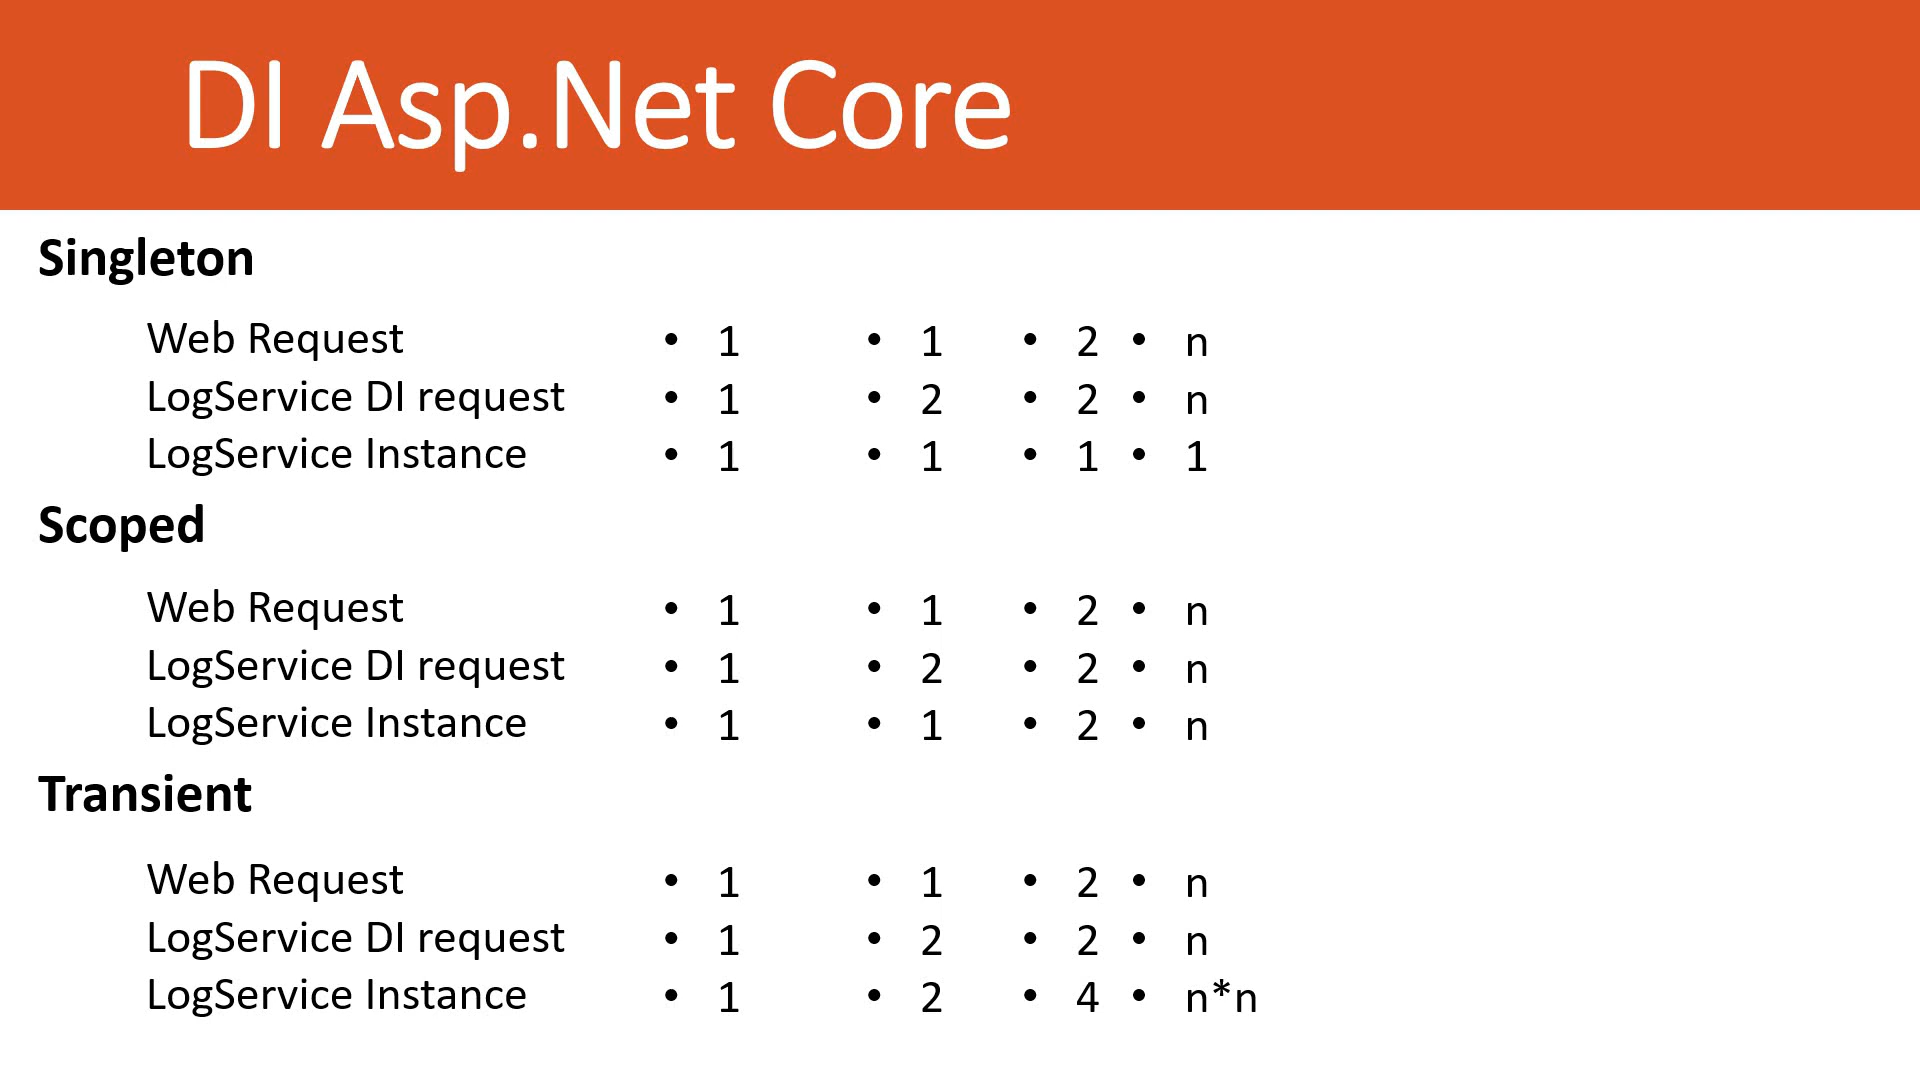 DI Asp.Net Core
Singleton
Web Request • 1 • 1 • 2 • n
LogService DI request • 1 • 2 • 2 • n
LogService Instance • 1 • 1 • 1 • 1
Scoped
Web Request • 1 • 1 • 2 • n
LogService DI request • 1 • 2 • 2 • n
LogService Instance • 1 • 1 • 2 • n
Transient
Web Request • 1 • 1 • 2 • n
LogService DI request • 1 • 2 • 2 • n
LogService Instance • 1 • 2 • 4 • n*n